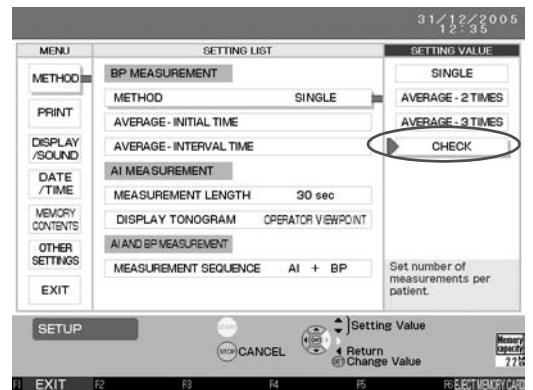 31/12/2005
12:35
MENU
SETTING LIST
SETTING VALUE
METHOD
PRINT
DISPLAY
/SOUND
DATE
/TIME
MEMORY
CONTENTS
OTHER
SETTINGS
EXIT
BP MEASUREMENT
METHOD SINGLE
AVERAGE - INITIAL TIME
AVERAGE - INTERVAL TIME
AI MEASUREMENT
MEASUREMENT LENGTH 30 sec
DISPLAY TONOGRAM OPERATOR VIEWPOINT
AI AND BP MEASUREMENT
MEASUREMENT SEQUENCE AI + BP
SINGLE
AVERAGE - 2 TIMES
AVERAGE - 3 TIMES
CHECK
Set number of
measurements per
patient.
SETUP
STOP CANCEL
Setting Value
Return
Change Value
Memory
capacity
F1 EXIT F2 F3 F4 F5 F6 EJECT MEMORY CARD